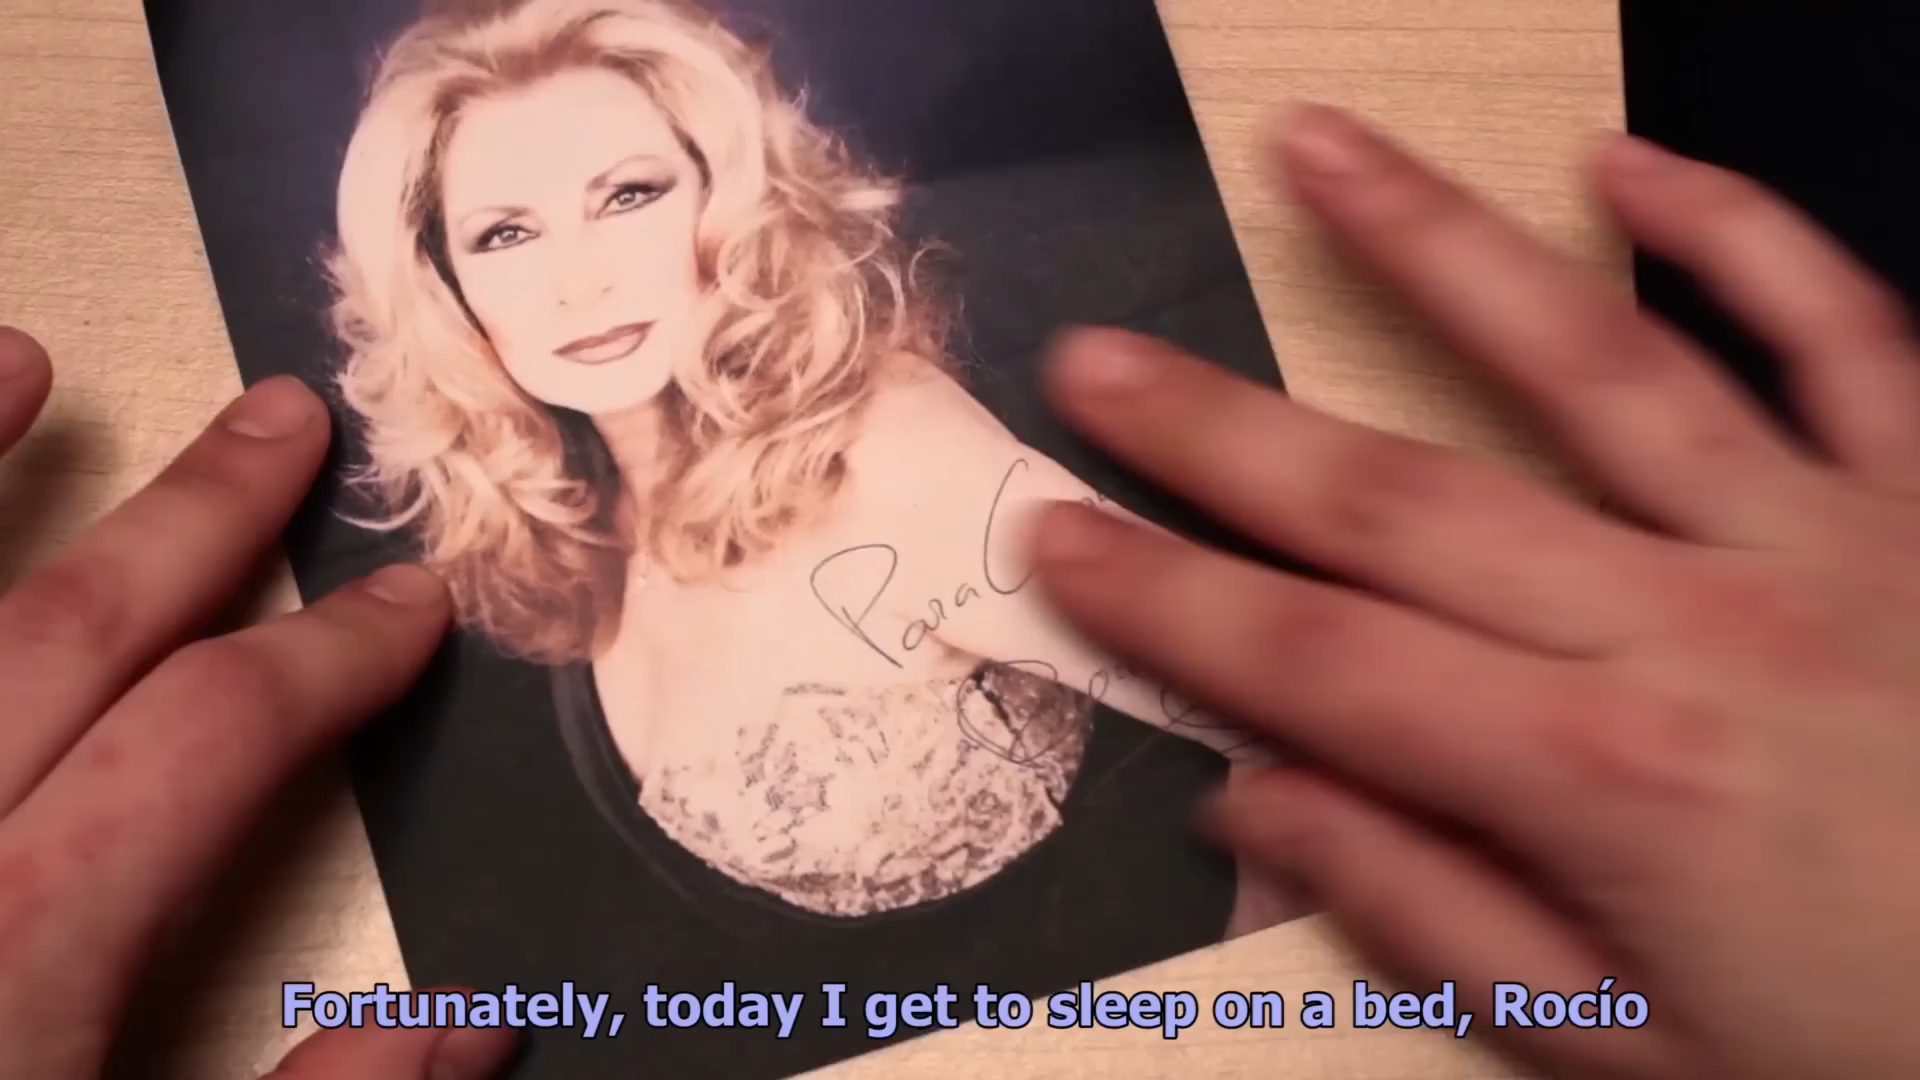 Para
Fortunately, today I get to sleep on a bed, Rocío